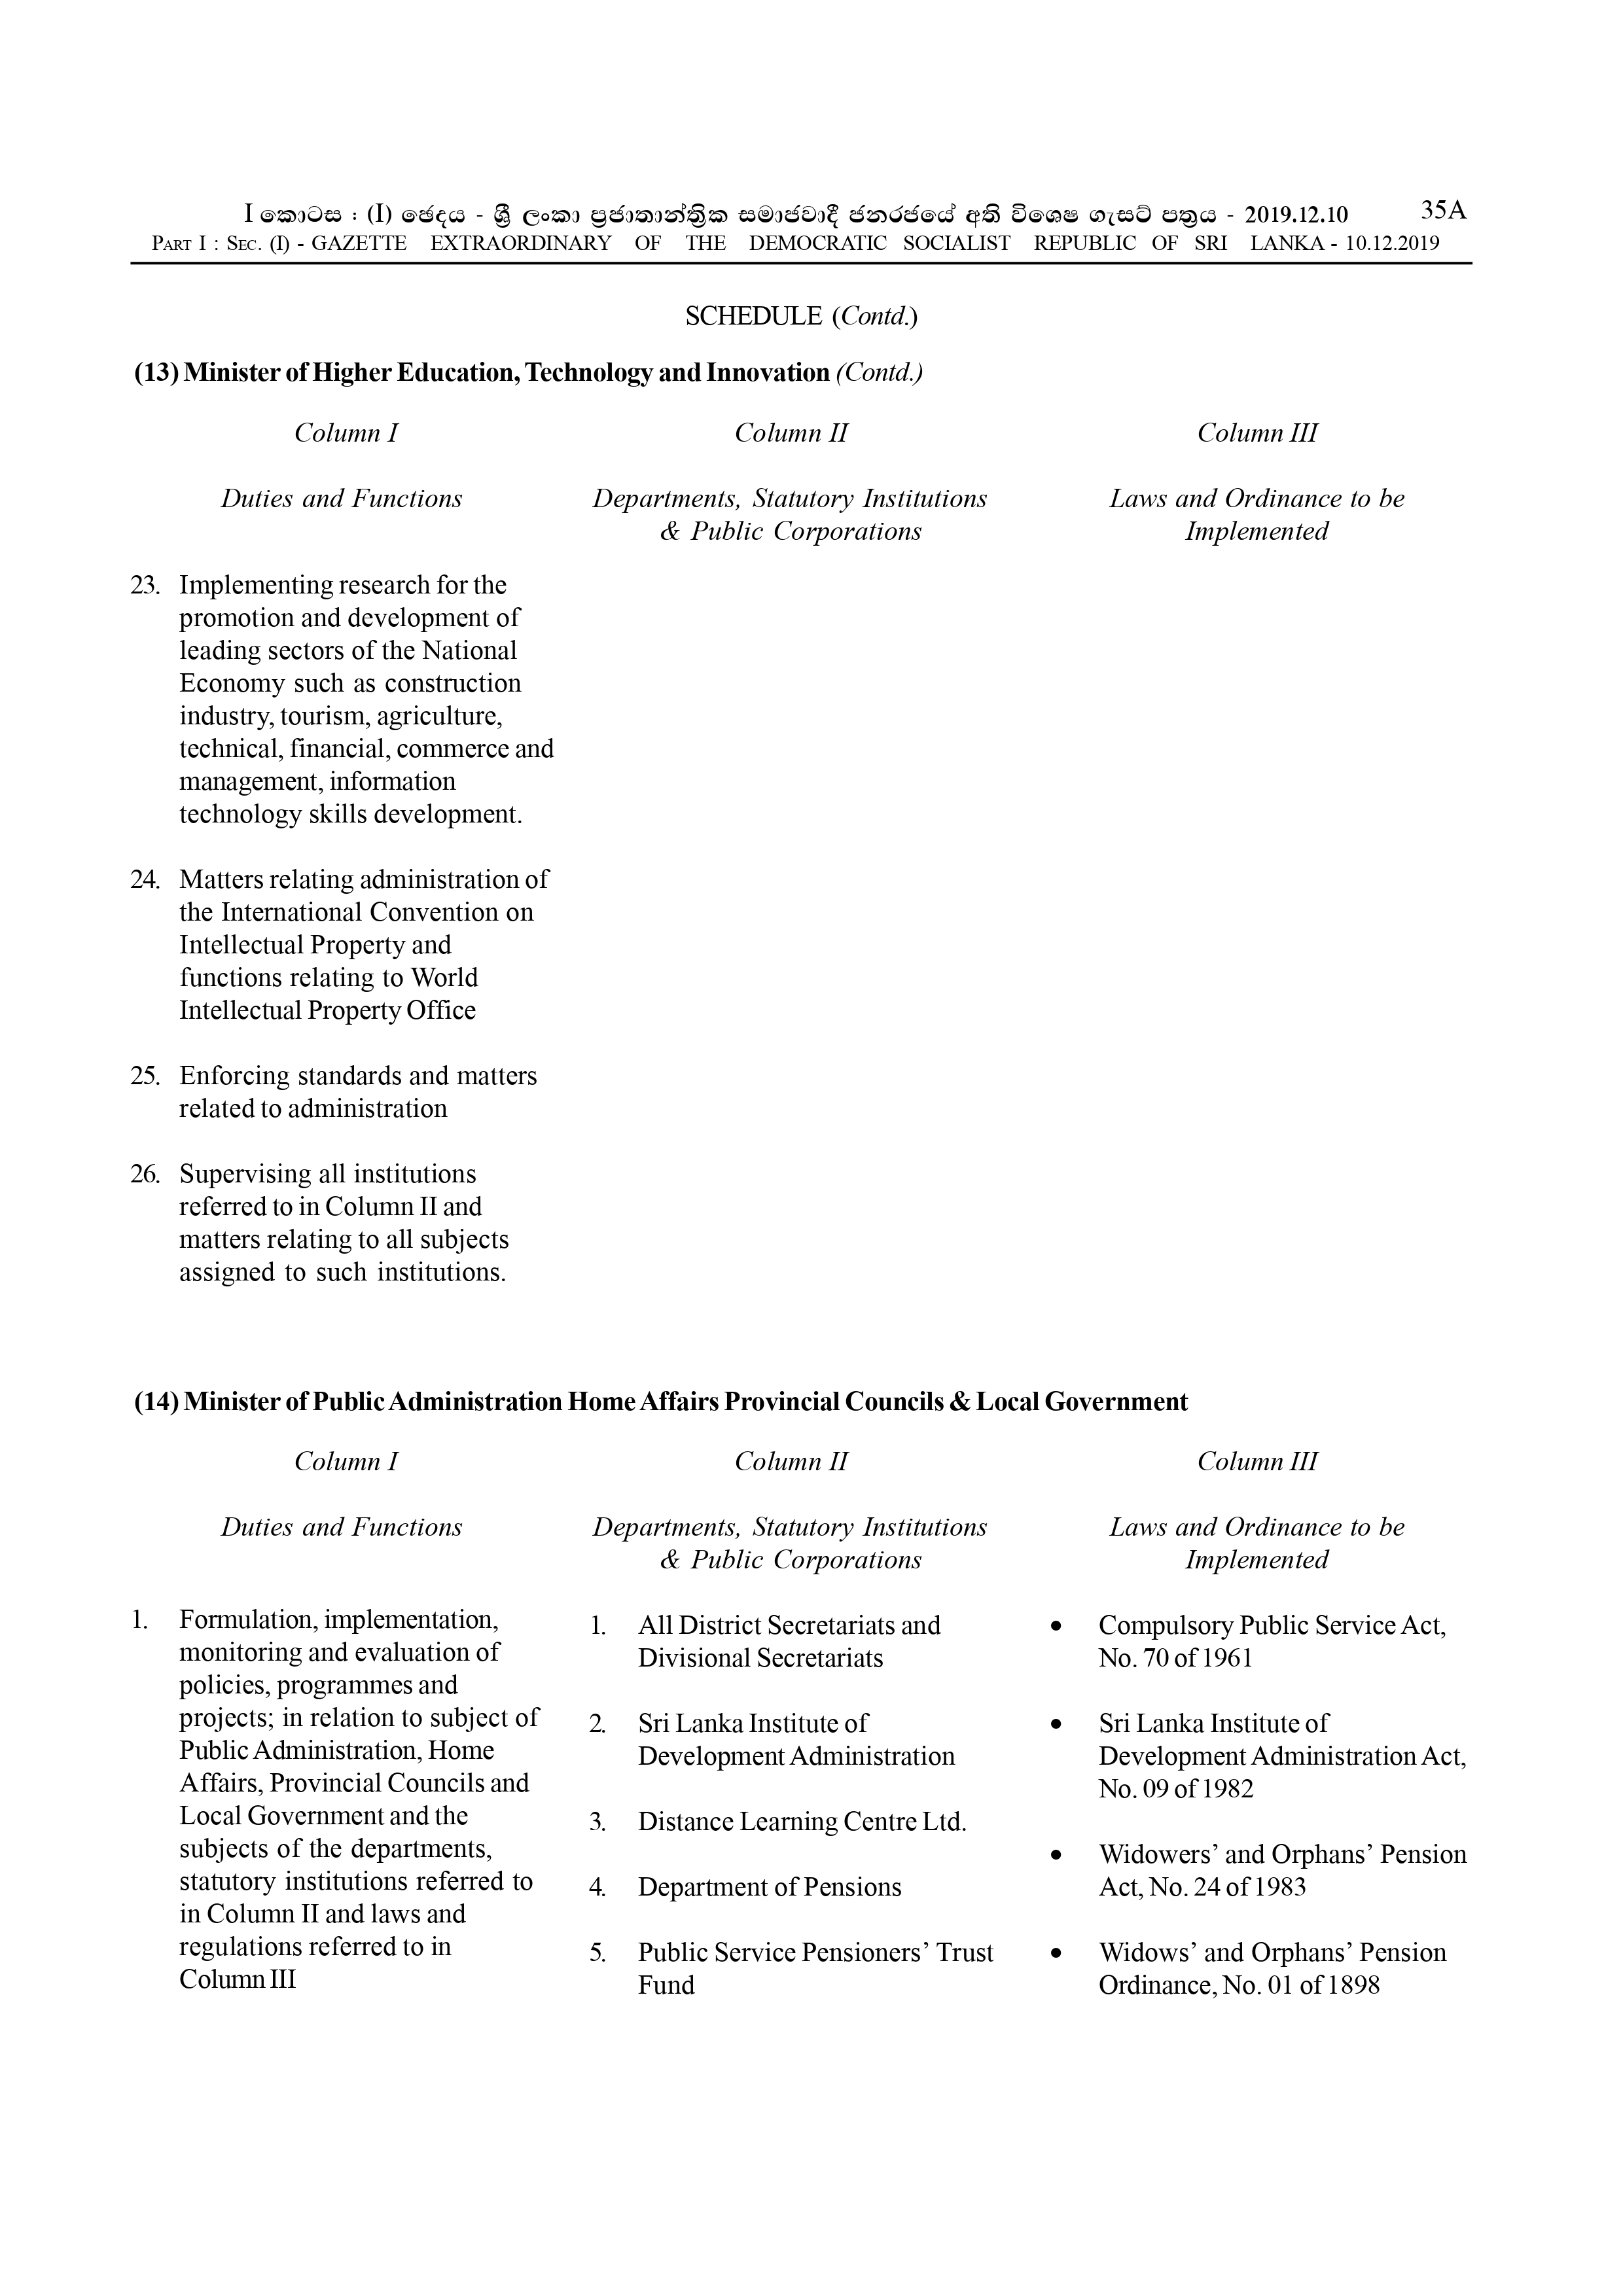 I කොටස : (I) ඡෙදය - ශ්‍රී ලංකා ප්‍රජාතාන්ත්‍රික සමාජවාදී ජනරජයේ අති විශෙෂ ගැසට් පත්‍රය - 2019.12.10 35A
PART I : SEC. (I) - GAZETTE EXTRAORDINARY OF THE DEMOCRATIC SOCIALIST REPUBLIC OF SRI LANKA - 10.12.2019
SCHEDULE (Contd.)
(13) Minister of Higher Education, Technology and Innovation (Contd.)
Column I
Duties and Functions
Column II
Departments, Statutory Institutions
& Public Corporations
Column III
Laws and Ordinance to be
Implemented
23. Implementing research for the
promotion and development of
leading sectors of the National
Economy such as construction
industry, tourism, agriculture,
technical, financial, commerce and
management, information
technology skills development.
24. Matters relating administration of
the International Convention on
Intellectual Property and
functions relating to World
Intellectual Property Office
25. Enforcing standards and matters
related to administration
26. Supervising all institutions
referred to in Column II and
matters relating to all subjects
assigned to such institutions.
(14) Minister of Public Administration Home Affairs Provincial Councils & Local Government
Column I
Duties and Functions
Column II
Departments, Statutory Institutions
& Public Corporations
Column III
Laws and Ordinance to be
Implemented
1. Formulation, implementation,
monitoring and evaluation of
policies, programmes and
projects; in relation to subject of
Public Administration, Home
Affairs, Provincial Councils and
Local Government and the
subjects of the departments,
statutory institutions referred to
in Column II and laws and
regulations referred to in
Column III
1. All District Secretariats and
Divisional Secretariats
2. Sri Lanka Institute of
Development Administration
3. Distance Learning Centre Ltd.
4. Department of Pensions
5. Public Service Pensioners’ Trust
Fund
• Compulsory Public Service Act,
No. 70 of 1961
• Sri Lanka Institute of
Development Administration Act,
No. 09 of 1982
• Widowers’ and Orphans’ Pension
Act, No. 24 of 1983
• Widows’ and Orphans’ Pension
Ordinance, No. 01 of 1898